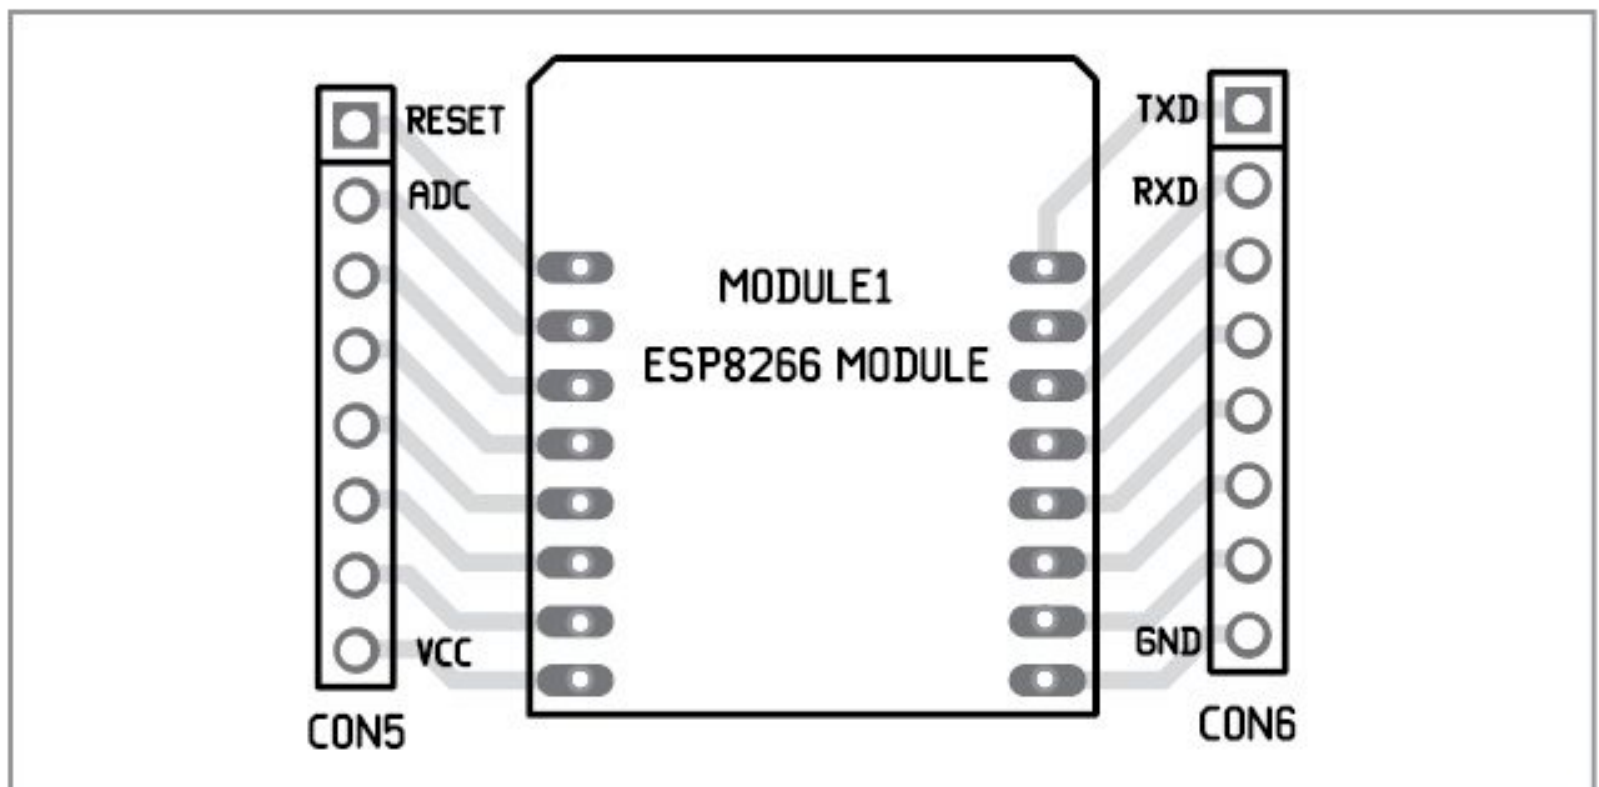 RESET
ADC
VCC
CON5
MODULE1
ESP8266 MODULE
TXD
RXD
GND
CON6